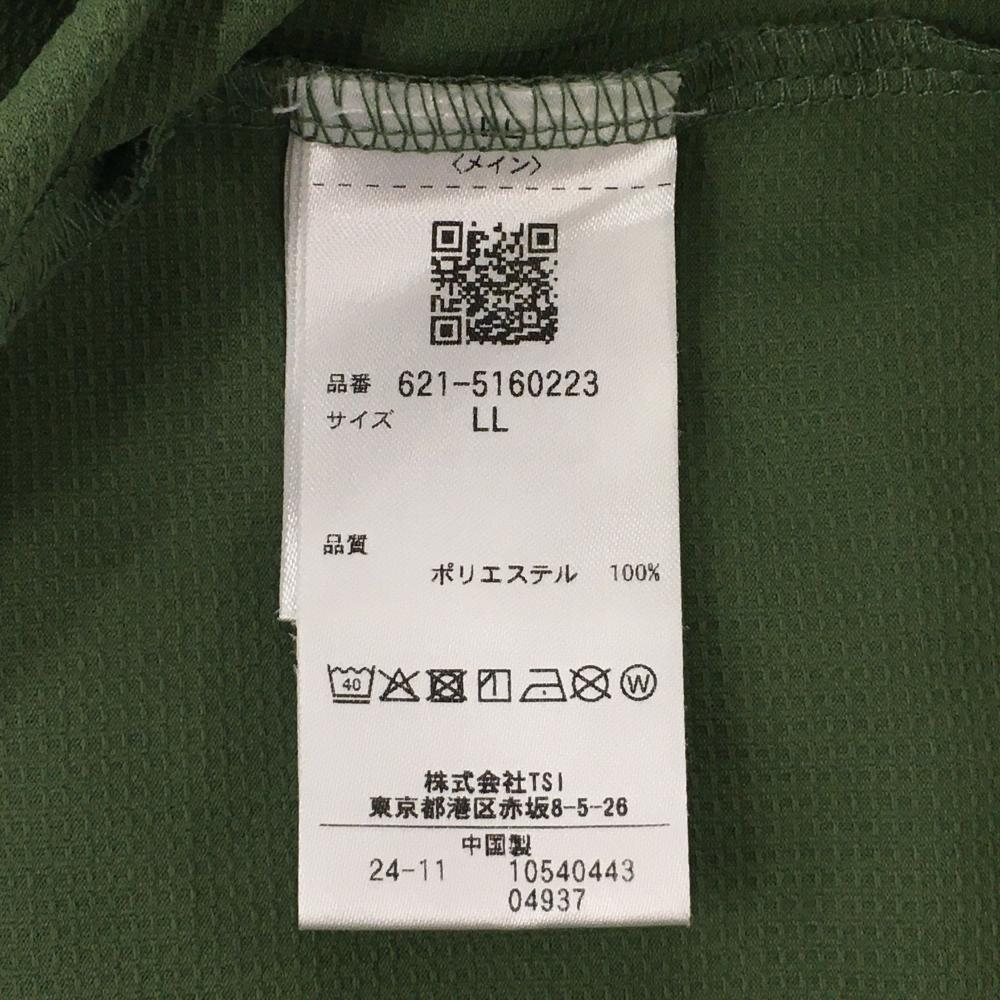 LL
〈メイン〉
品番 621-5160223
サイズ LL
品質
ポリエステル 100%
40
W
株式会社TSI
東京都港区赤坂8-5-26
中国製
24-11 10540443
04937